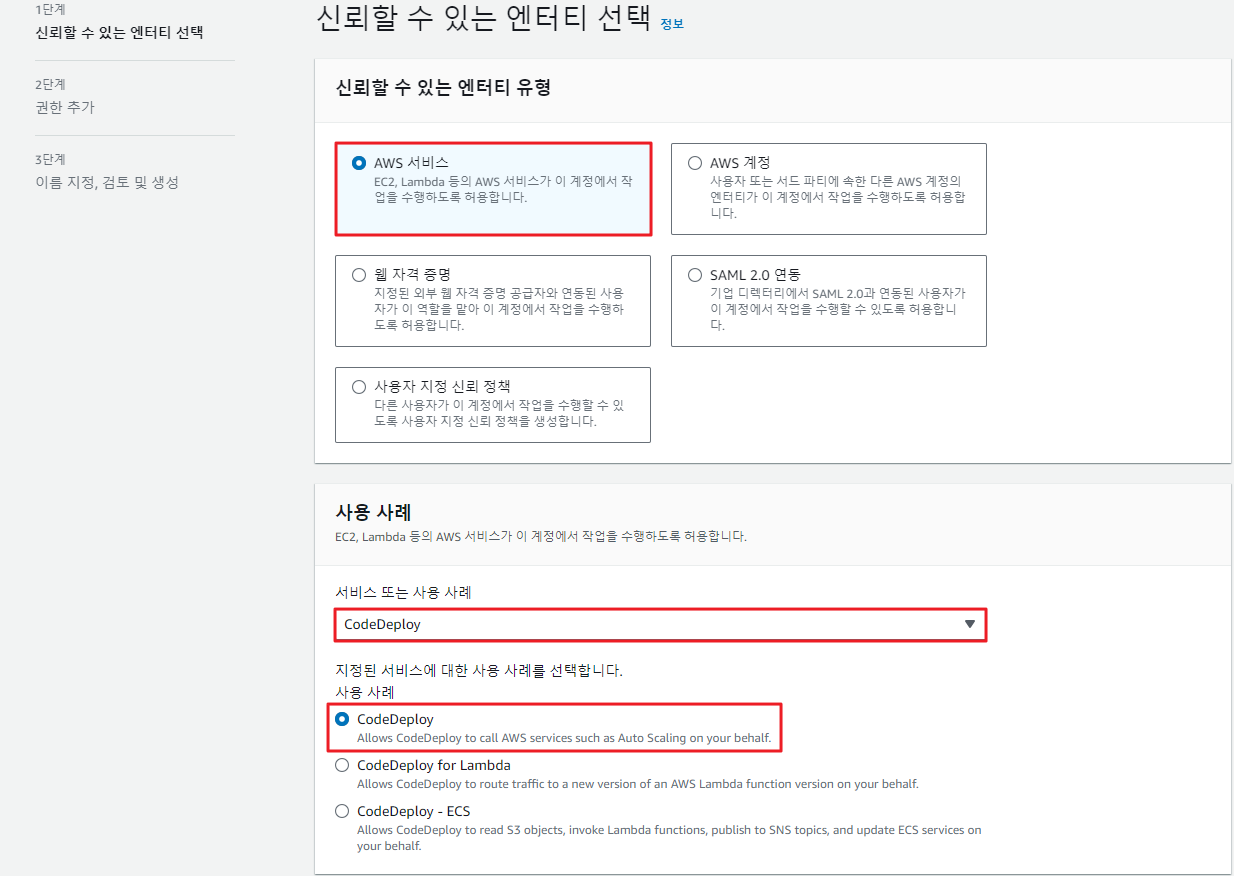 1단계
신뢰할 수 있는 엔터티 선택
2단계
권한 추가
3단계
이름 지정, 검토 및 생성
신뢰할 수 있는 엔터티 선택 정보
신뢰할 수 있는 엔터티 유형
AWS 서비스
EC2, Lambda 등의 AWS 서비스가 이 계정에서 작
업을 수행하도록 허용합니다.
AWS 계정
사용자 또는 서드 파티에 속한 다른 AWS 계정의
엔터티가 이 계정에서 작업을 수행하도록 허용합
니다.
웹 자격 증명
지정된 외부 웹 자격 증명 공급자와 연동된 사용
자가 이 역할을 맡아 이 계정에서 작업을 수행하
도록 허용합니다.
SAML 2.0 연동
기업 디렉터리에서 SAML 2.0과 연동된 사용자가
이 계정에서 작업을 수행할 수 있도록 허용합니
다.
사용자 지정 신뢰 정책
다른 사용자가 이 계정에서 작업을 수행할 수 있
도록 사용자 지정 신뢰 정책을 생성합니다.
사용 사례
EC2, Lambda 등의 AWS 서비스가 이 계정에서 작업을 수행하도록 허용합니다.
서비스 또는 사용 사례
CodeDeploy
지정된 서비스에 대한 사용 사례를 선택합니다.
사용 사례
CodeDeploy
Allows CodeDeploy to call AWS services such as Auto Scaling on your behalf.
CodeDeploy for Lambda
Allows CodeDeploy to route traffic to a new version of an AWS Lambda function version on your behalf.
CodeDeploy - ECS
Allows CodeDeploy to read S3 objects, invoke Lambda functions, publish to SNS topics, and update ECS services on
your behalf.